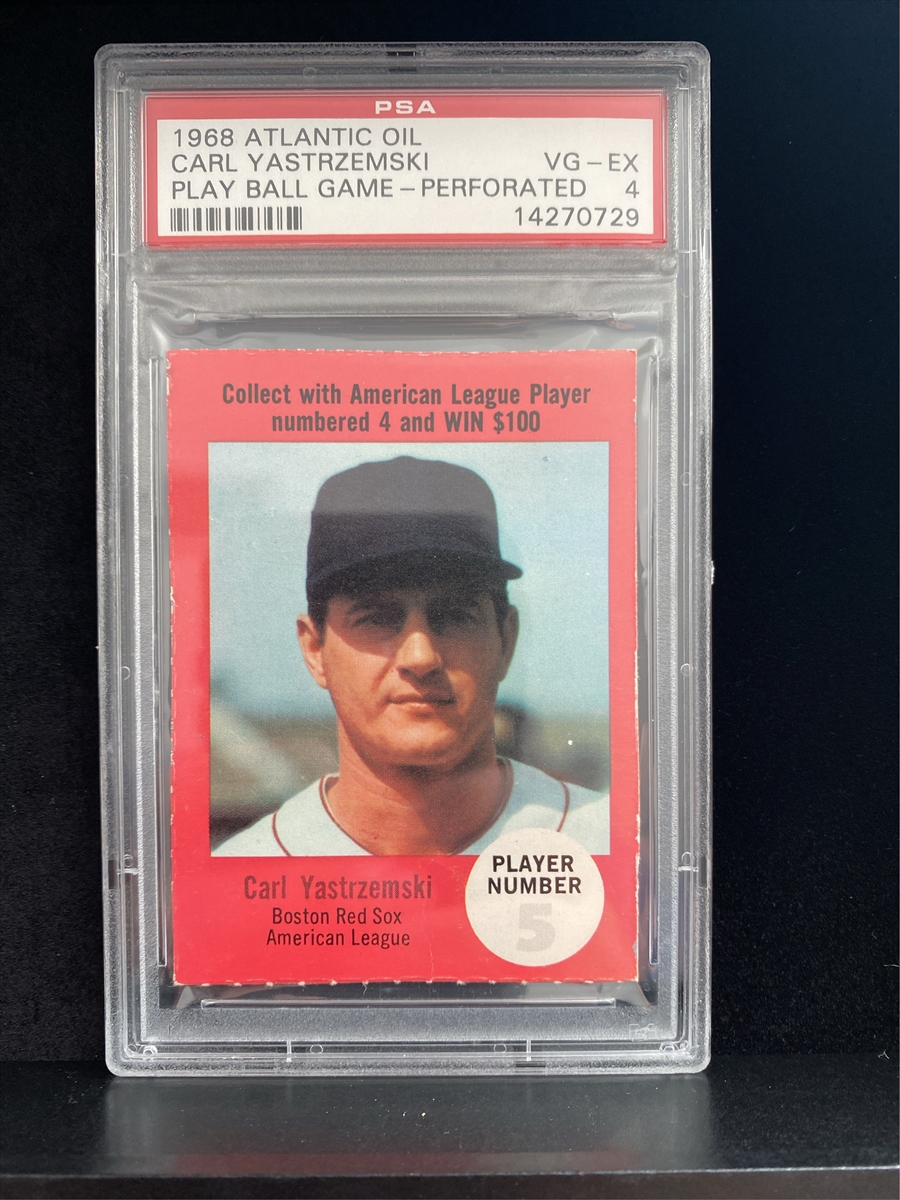 PSA
1968 ATLANTIC OIL
CARL YASTRZEMSKI VG-EX
PLAY BALL GAME-PERFORATED 4
14270729
Collect with American League Player
numbered 4 and WIN $100
Carl Yastrzemski
Boston Red Sox
American League
PLAYER
NUMBER
5